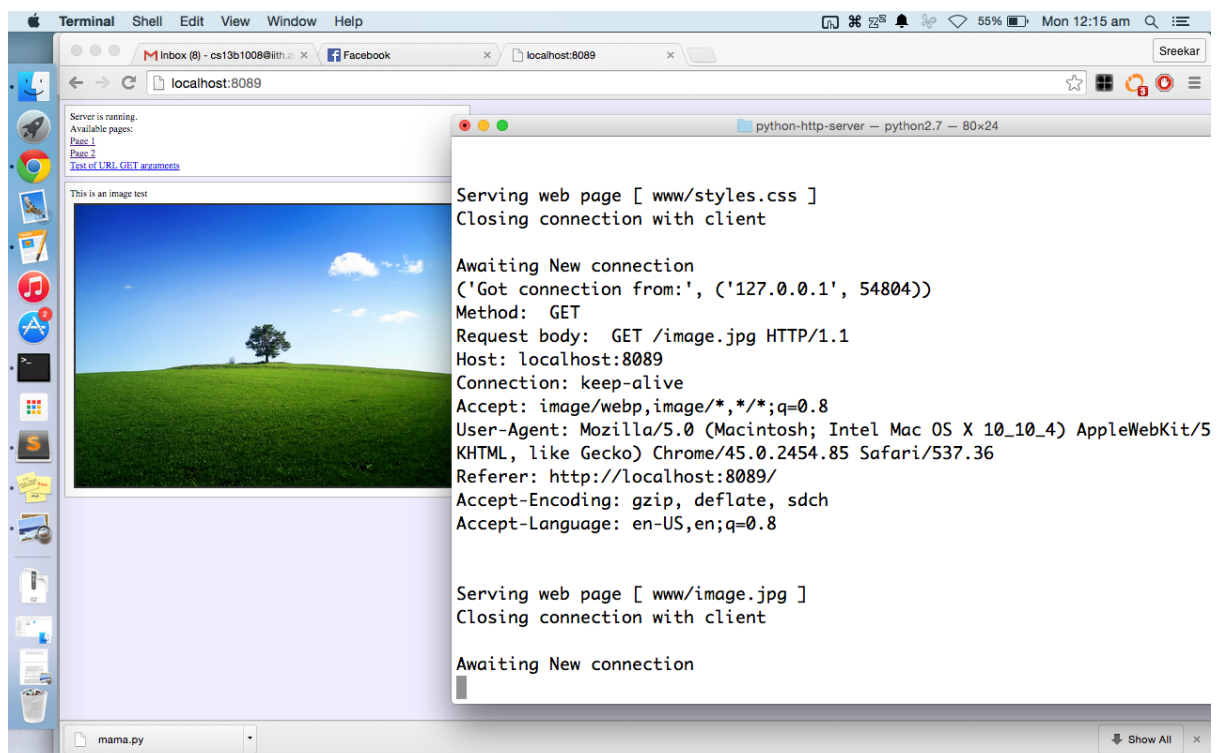 Terminal Shell Edit View Window Help 55% Mon 12:15 am
Inbox (8) - cs13b1008@iith.a Facebook localhost:8089 Sreekar
localhost:8089
3
Server is running.
Available pages:
Page 1
Page 2
Test of URL GET arguments
This is an image test
2
python-http-server — python2.7 — 80×24
Serving web page [ www/styles.css ]
Closing connection with client
Awaiting New connection
('Got connection from:', ('127.0.0.1', 54804))
Method:  GET
Request body:  GET /image.jpg HTTP/1.1
Host: localhost:8089
Connection: keep-alive
Accept: image/webp,image/*,*/*;q=0.8
User-Agent: Mozilla/5.0 (Macintosh; Intel Mac OS X 10_10_4) AppleWebKit/5
KHTML, like Gecko) Chrome/45.0.2454.85 Safari/537.36
Referer: http://localhost:8089/
Accept-Encoding: gzip, deflate, sdch
Accept-Language: en-US,en;q=0.8
Serving web page [ www/image.jpg ]
Closing connection with client
Awaiting New connection
mama.py Show All